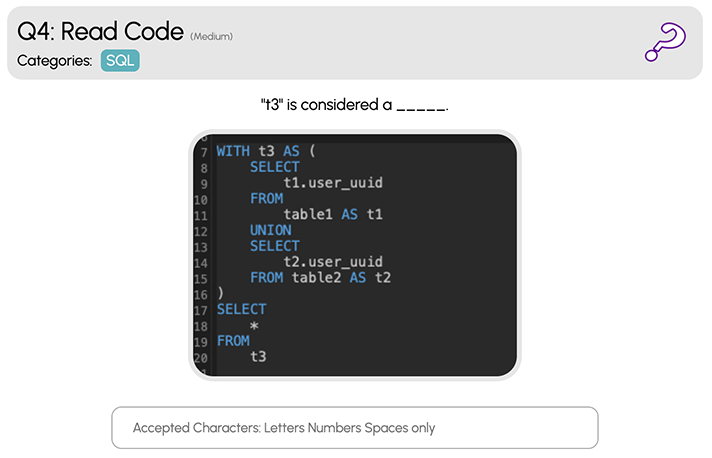 Q4: Read Code (Medium)
Categories: SQL
"t3" is considered a _____.
7 WITH t3 AS (
8 SELECT
9 t1.user_uuid
10 FROM
11 table1 AS t1
12 UNION
13 SELECT
14 t2.user_uuid
15 FROM table2 AS t2
16 )
17 SELECT
18 *
19 FROM
20 t3
Accepted Characters: Letters Numbers Spaces only